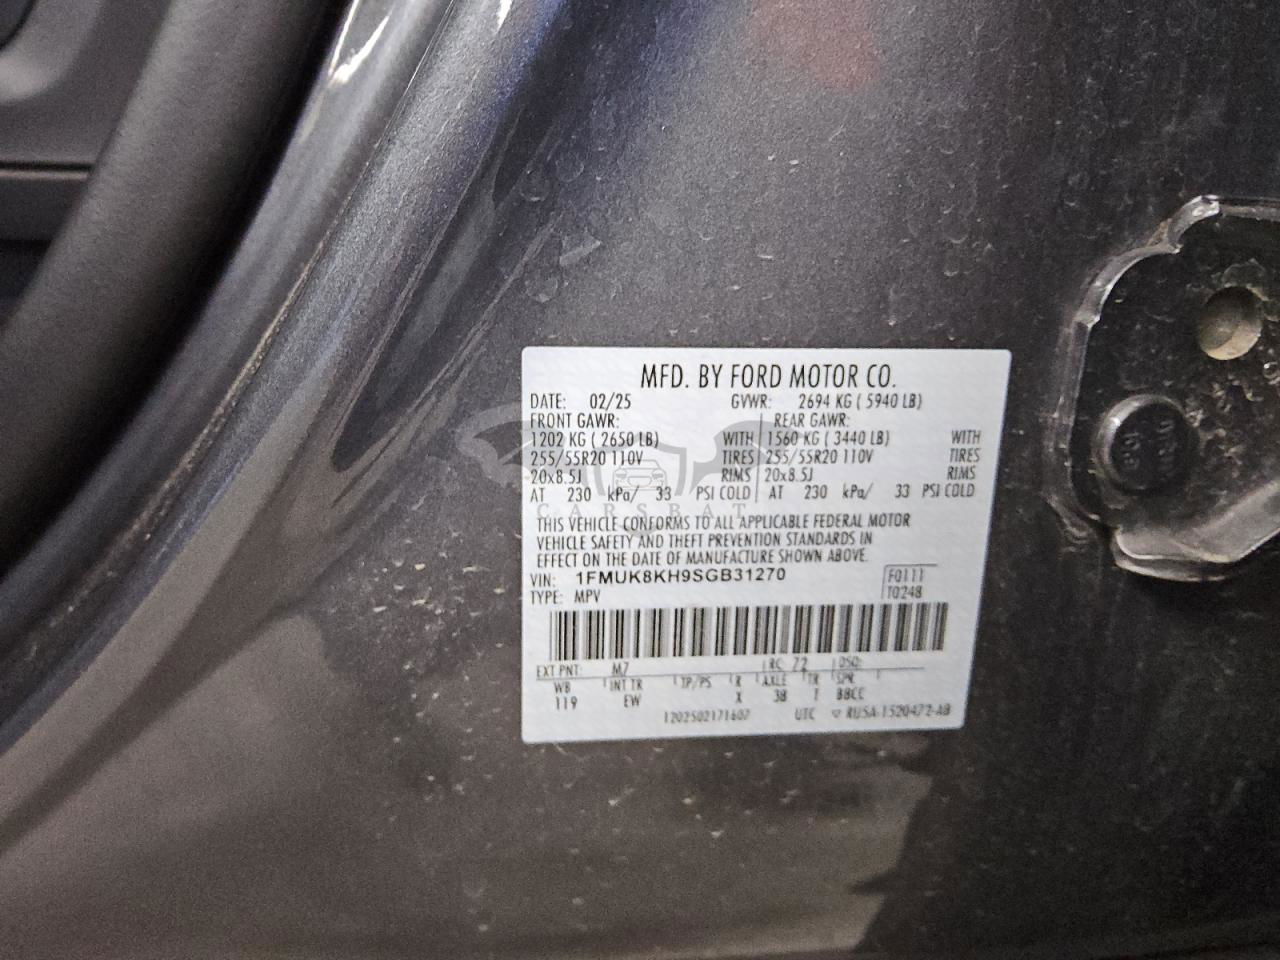 MFD. BY FORD MOTOR CO.
DATE: 02/25 GVWR: 2694 KG ( 5940 LB)
FRONT GAWR: REAR GAWR:
1202 KG ( 2650 LB) WITH 1560 KG ( 3440 LB) WITH
255/55R20 110V TIRES 255/55R20 110V TIRES
20x8.5J RIMS 20x8.5J RIMS
AT 230 kPa/ 33 PSI COLD AT 230 kPa/ 33 PSI COLD
CARSBAT
THIS VEHICLE CONFORMS TO ALL APPLICABLE FEDERAL MOTOR
VEHICLE SAFETY AND THEFT PREVENTION STANDARDS IN
EFFECT ON THE DATE OF MANUFACTURE SHOWN ABOVE.
VIN: 1FMUK8KH9SGB31270 F0111
TYPE: MPV T0248
EXT PNT: M7 RC: 72 DSO:
WB INT TR TP/PS R AXLE TR SPR
119 EW X 38 T BBCC
1202502171607 UTC ▽ RU5A-1520472-AB